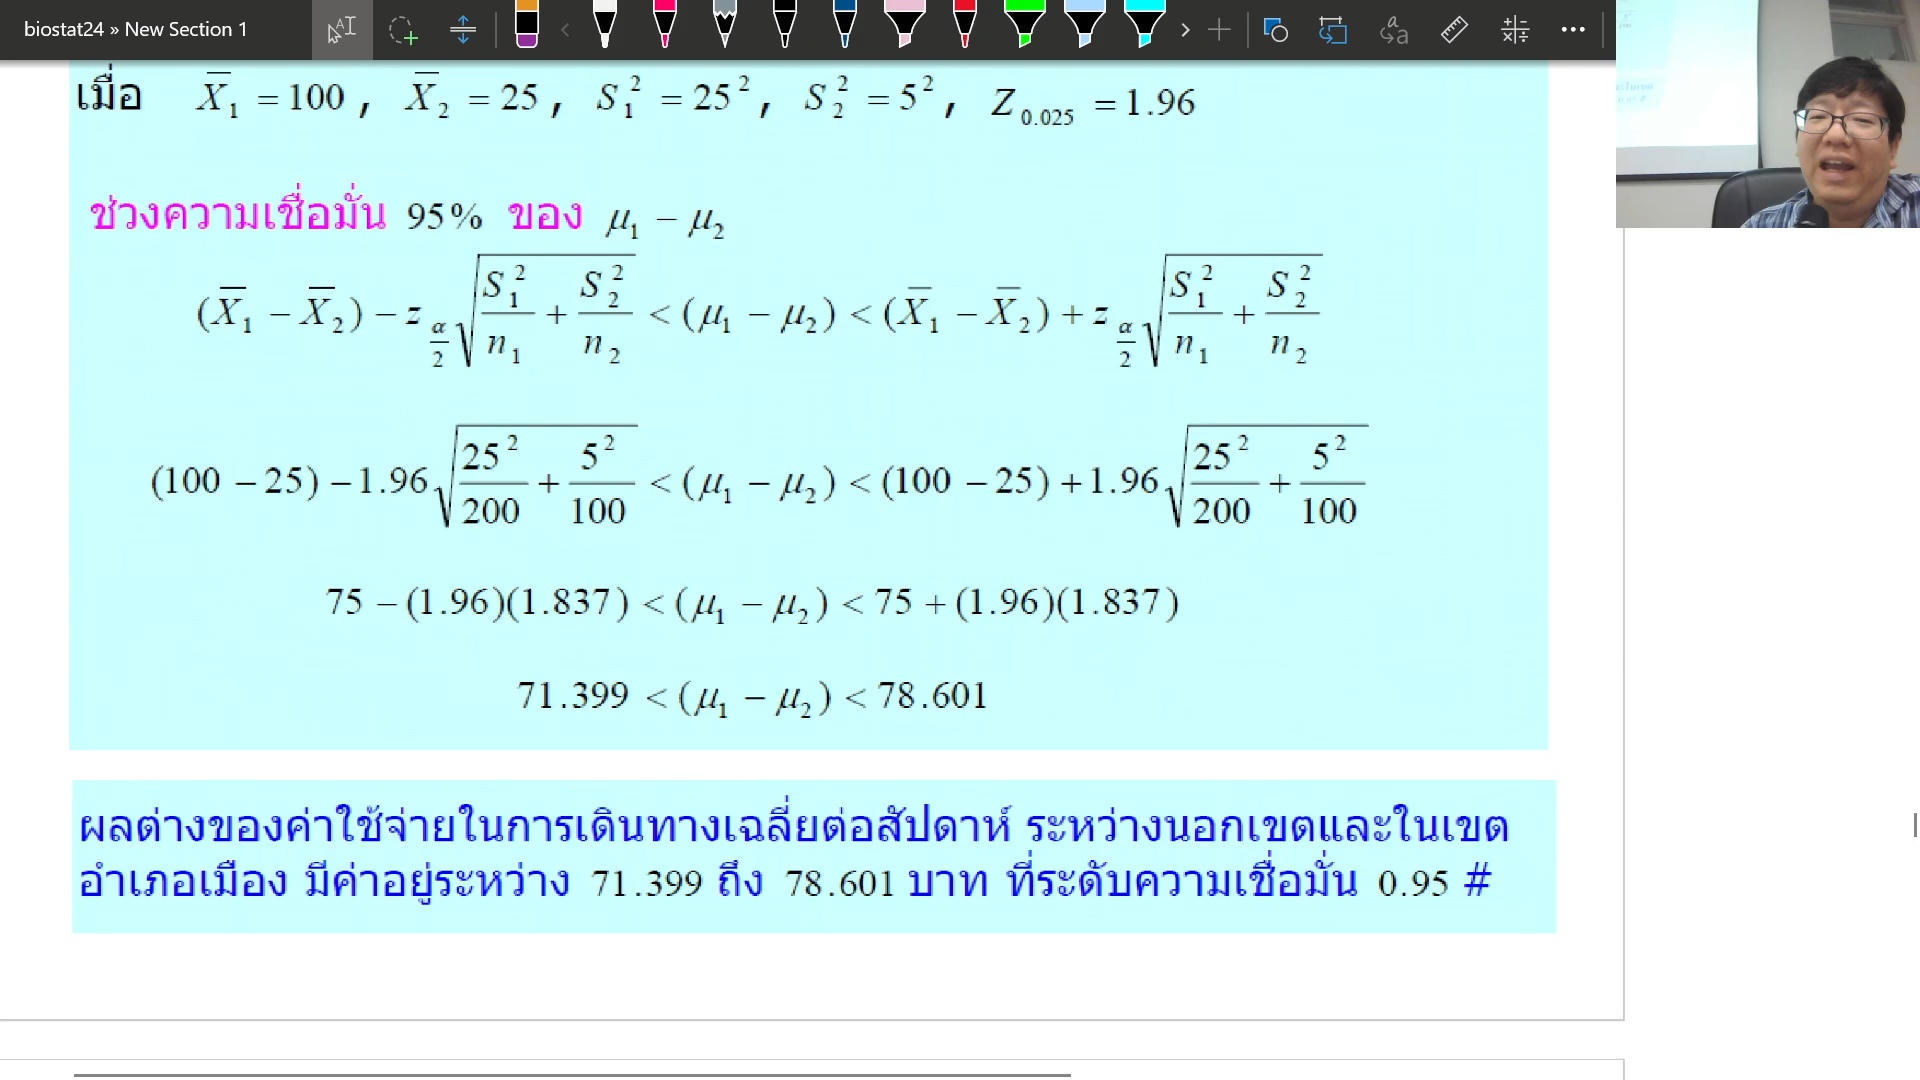 biostat24 » New Section 1
เมื่อ X̄₁ = 100 , X̄₂ = 25 , S₁² = 25² , S₂² = 5² , Z₀.₀₂₅ = 1.96
ช่วงความเชื่อมั่น 95% ของ μ₁ − μ₂
(X̄₁ − X̄₂) − z_{α/2} √(S₁²/n₁ + S₂²/n₂) < (μ₁ − μ₂) < (X̄₁ − X̄₂) + z_{α/2} √(S₁²/n₁ + S₂²/n₂)
(100 − 25) − 1.96 √(25²/200 + 5²/100) < (μ₁ − μ₂) < (100 − 25) + 1.96 √(25²/200 + 5²/100)
75 − (1.96)(1.837) < (μ₁ − μ₂) < 75 + (1.96)(1.837)
71.399 < (μ₁ − μ₂) < 78.601
ผลต่างของค่าใช้จ่ายในการเดินทางเฉลี่ยต่อสัปดาห์ ระหว่างนอกเขตและในเขต
อำเภอเมือง มีค่าอยู่ระหว่าง 71.399 ถึง 78.601 บาท ที่ระดับความเชื่อมั่น 0.95 #